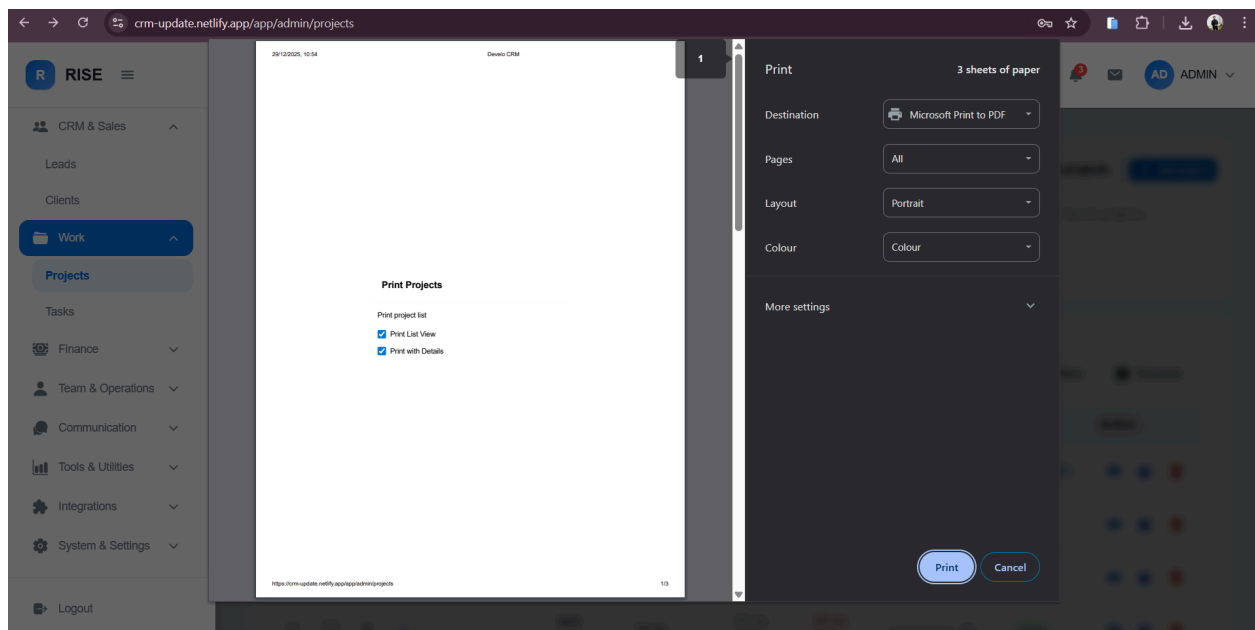 crm-update.netlify.app/app/admin/projects
R RISE
CRM & Sales
Leads
Clients
Work
Projects
Tasks
Finance
Team & Operations
Communication
Tools & Utilities
Integrations
System & Settings
Logout
29/12/2025, 10:54 Develo CRM
1
Print Projects
Print project list
Print List View
Print with Details
https://crm-update.netlify.app/app/admin/projects 1/3
Print 3 sheets of paper
Destination Microsoft Print to PDF
Pages All
Layout Portrait
Colour Colour
More settings
Print Cancel
3
AD ADMIN